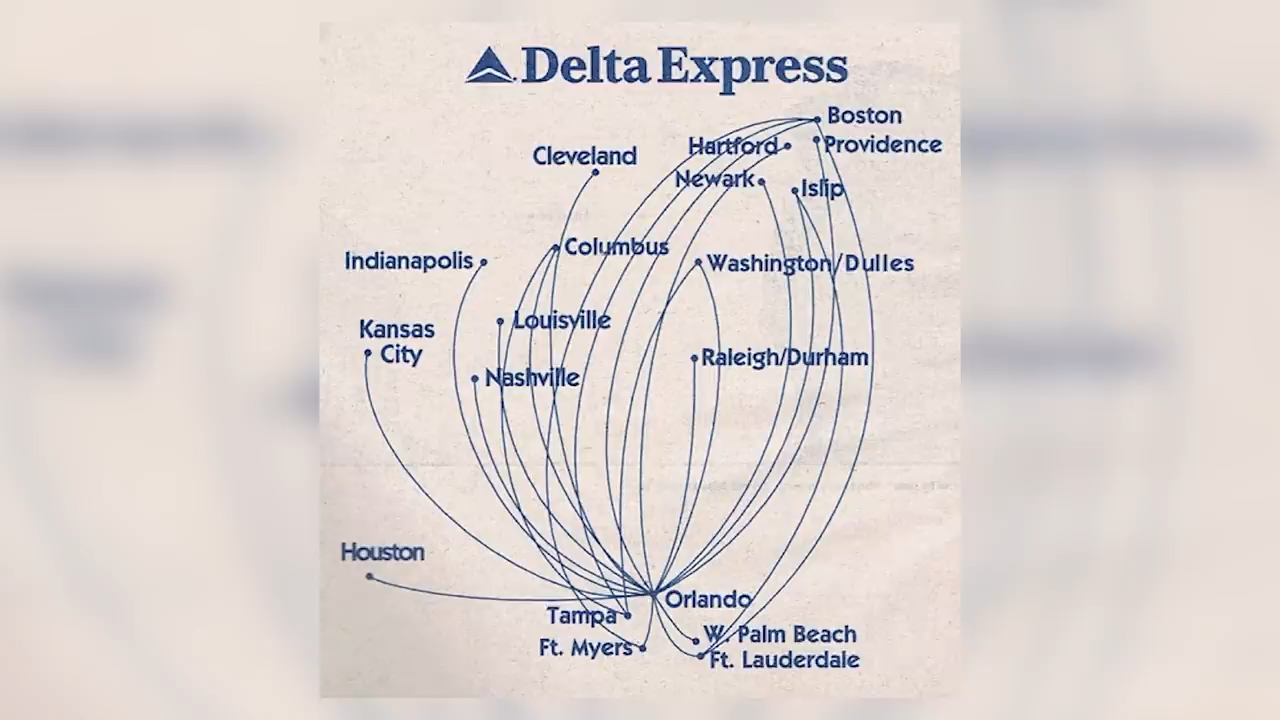 Delta Express
Boston
Hartford
Providence
Cleveland
Newark
Islip
Columbus
Indianapolis
Washington/Dulles
Louisville
Kansas
City
Raleigh/Durham
Nashville
Houston
Orlando
Tampa
W. Palm Beach
Ft. Myers
Ft. Lauderdale